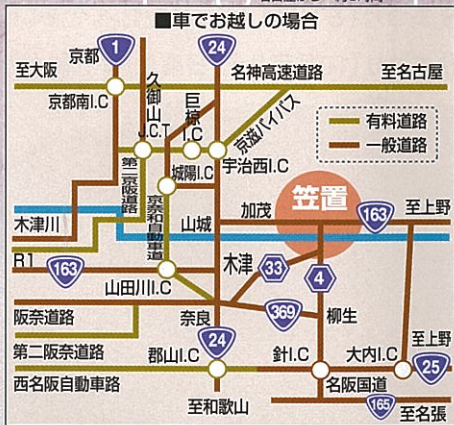 ■車でお越しの場合
1
24
京都
至大阪
京都南I.C
久御山
J.C.T
巨椋
I.C
名神高速道路
至名古屋
京滋バイパス
有料道路
一般道路
第二京阪道路
城陽I.C
宇治西I.C
京奈和自動車道
笠置
木津川
山城
加茂
163
至上野
R1
163
木津
33
4
山田川I.C
369
阪奈道路
奈良
柳生
第二阪奈道路
24
郡山I.C
針I.C
大内I.C
至上野
25
西名阪自動車路
名阪国道
至和歌山
165
至名張